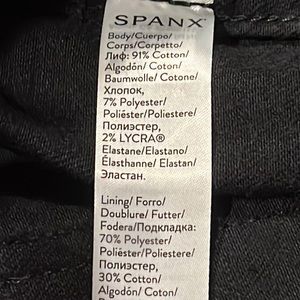 SPANX®
Body/Cuerpo/
Corps/Corpetto/
Лиф: 91% Cotton/
Algodón/ Coton/
Baumwolle/ Cotone/
Хлопок,
7% Polyester/
Poliéster/Poliestere/
Полиэстер,
2% LYCRA®
Elastane/Elastano/
Élasthanne/ Elastan/
Эластан.
Lining/ Forro/
Doublure/ Futter/
Fodera/Подкладка:
70% Polyester/
Poliéster/Poliestere/
Полиэстер,
30% Cotton/
Algodón/ Coton/